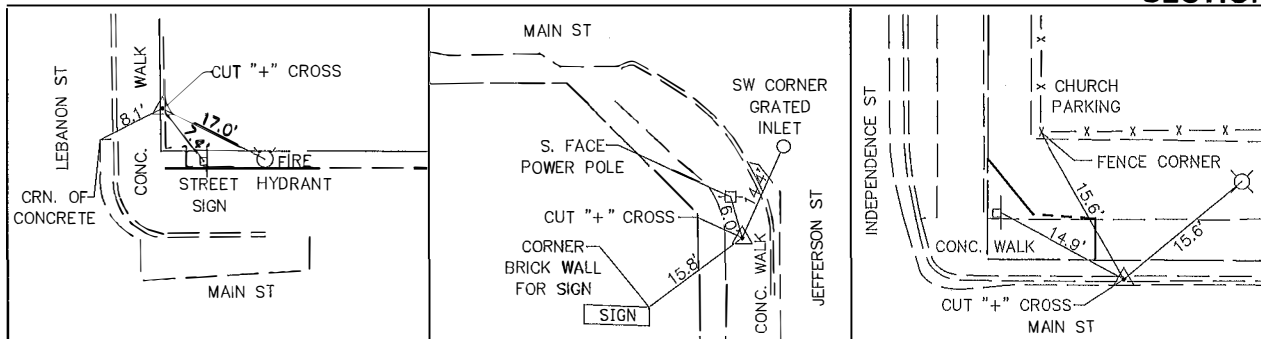 SECTION
LEBANON ST
CONC. WALK
CUT "+" CROSS
8.1'
17.0'
7.4'
FIRE
HYDRANT
STREET
SIGN
CRN. OF
CONCRETE
MAIN ST
MAIN ST
SW CORNER
GRATED
INLET
S. FACE
POWER POLE
14.4'
6.0'
CUT "+" CROSS
CORNER
BRICK WALL
FOR SIGN
15.8'
SIGN
CONC. WALK
JEFFERSON ST
INDEPENDENCE ST
CHURCH
PARKING
FENCE CORNER
15.6'
15.6'
14.9'
CONC. WALK
CUT "+" CROSS
MAIN ST